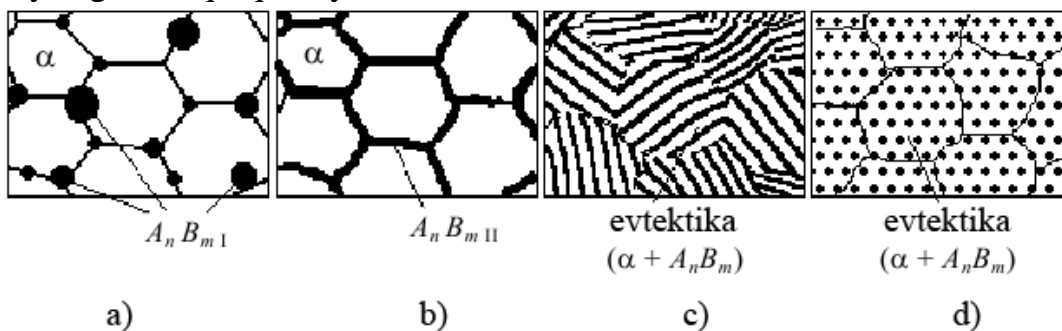 α
α
AₙBₘ I
AₙBₘ II
evtektika
(α + AₙBₘ)
evtektika
(α + AₙBₘ)
a)
b)
c)
d)